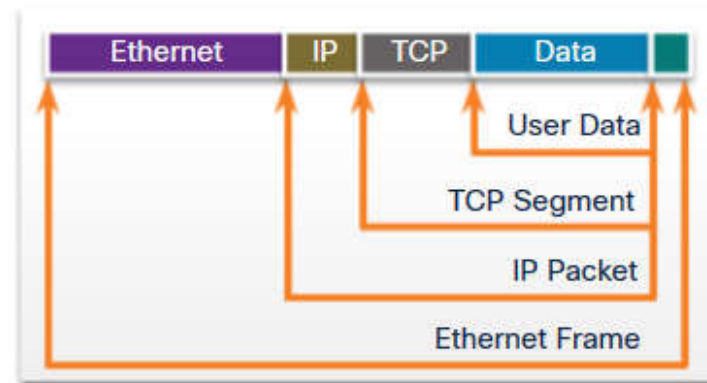 Ethernet IP TCP Data
User Data
TCP Segment
IP Packet
Ethernet Frame